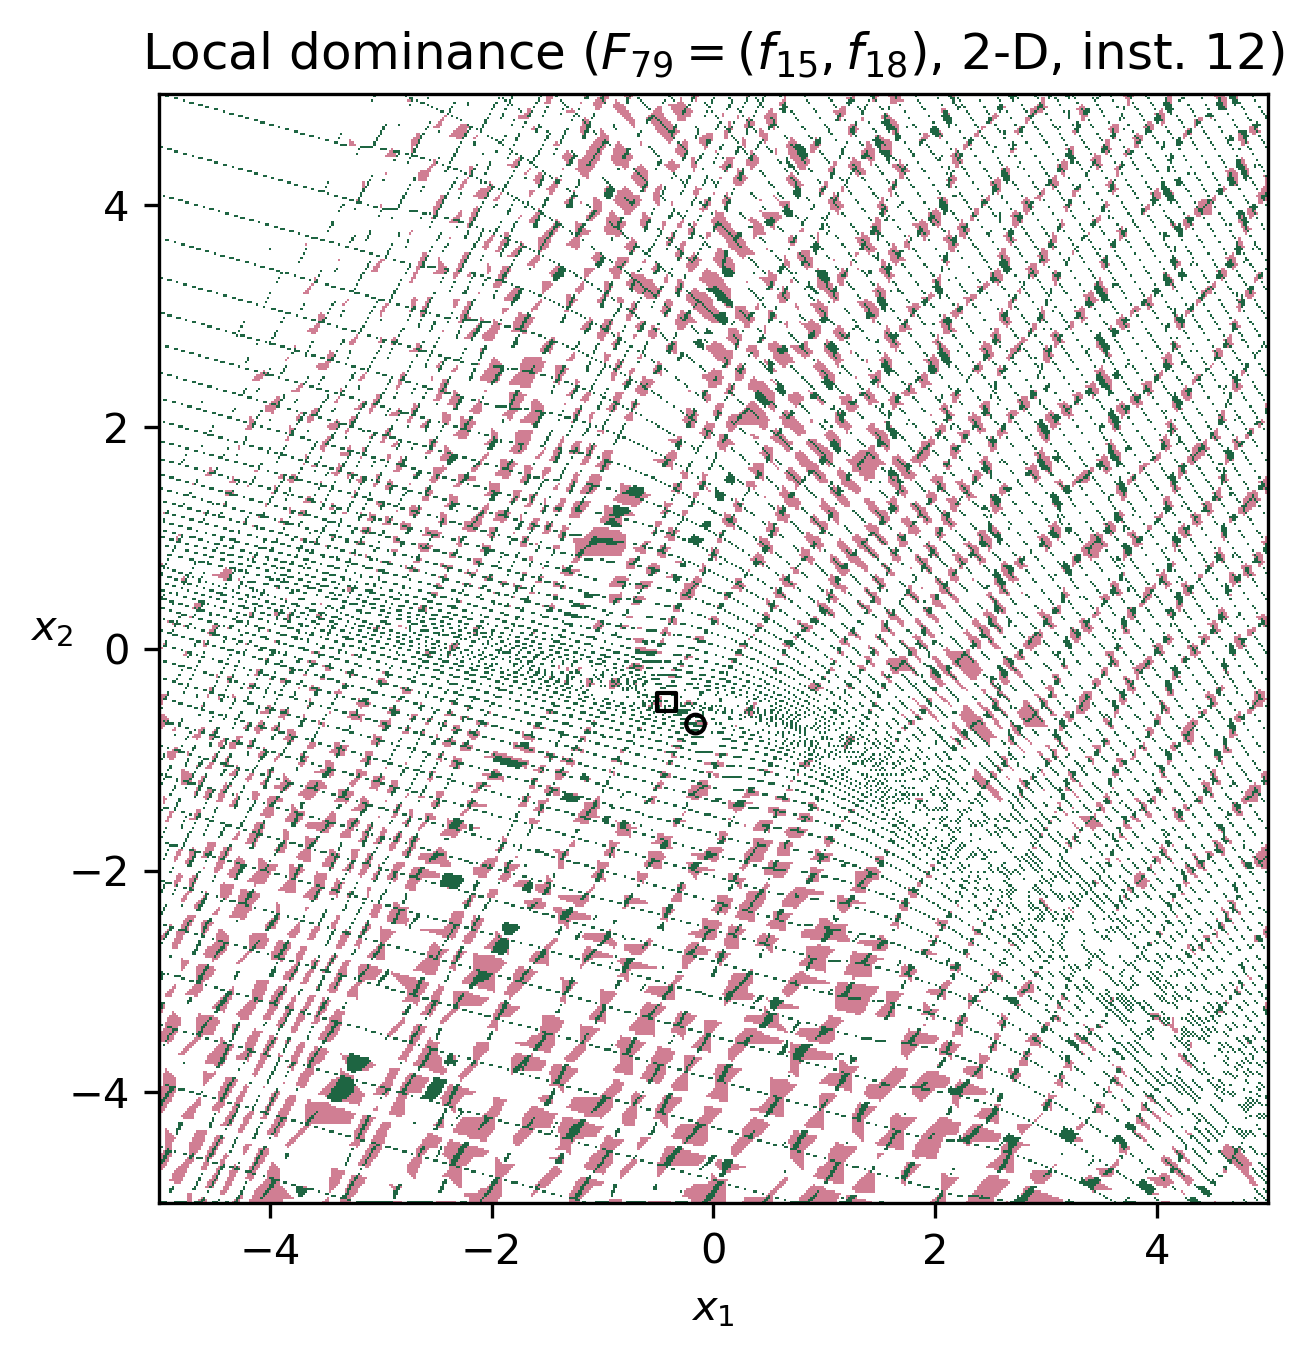 Local dominance (F79 = (f15, f18), 2-D, inst. 12)
4
2
0
−2
−4
x2
−4 −2 0 2 4
x1